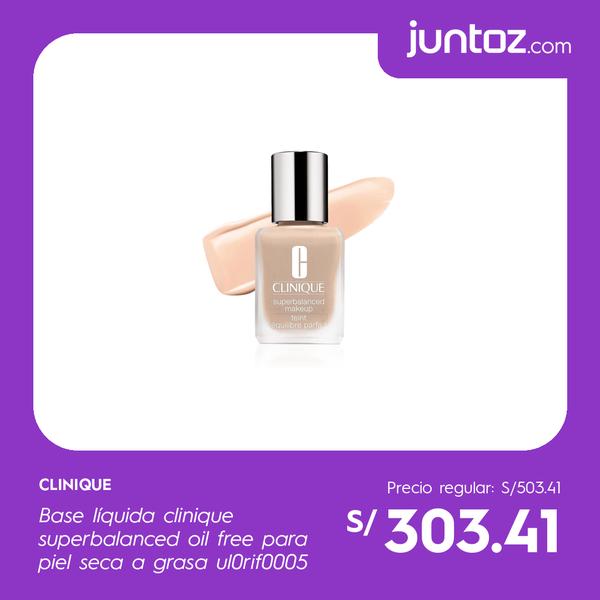 juntoz.com
C
CLINIQUE
superbalanced
makeup
teint
équilibre parfait
CLINIQUE
Base líquida clinique
superbalanced oil free para
piel seca a grasa ul0rif0005
Precio regular: S/503.41
S/303.41